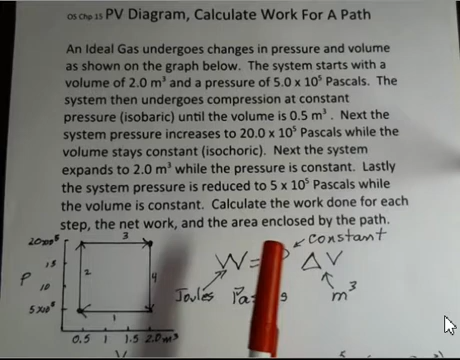 OS Chp 15 PV Diagram, Calculate Work For A Path
An Ideal Gas undergoes changes in pressure and volume
as shown on the graph below. The system starts with a
volume of 2.0 m³ and a pressure of 5.0 x 10⁵ Pascals. The
system then undergoes compression at constant
pressure (isobaric) until the volume is 0.5 m³ . Next the
system pressure increases to 20.0 x 10⁵ Pascals while the
volume stays constant (isochoric). Next the system
expands to 2.0 m³ while the pressure is constant. Lastly
the system pressure is reduced to 5 x 10⁵ Pascals while
the volume is constant. Calculate the work done for each
step, the net work, and the area enclosed by the path.
constant
20x10⁵ 3
W = P ΔV
15 2 4
P
10
Joules m³
5x10⁵ 1
0.5 1 1.5 2.0 m³
V